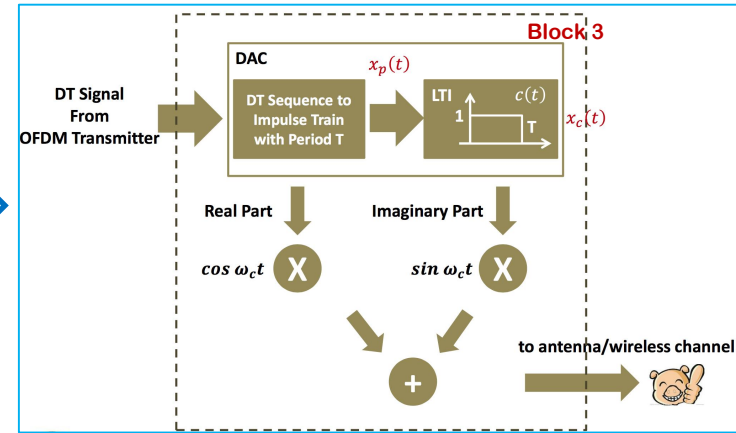 Block 3
DAC
x_p(t)
DT Signal
From
OFDM Transmitter
DT Sequence to
Impulse Train
with Period T
LTI
c(t)
1
T
x_c(t)
Real Part
Imaginary Part
cos ω_c t
X
sin ω_c t
X
to antenna/wireless channel
+